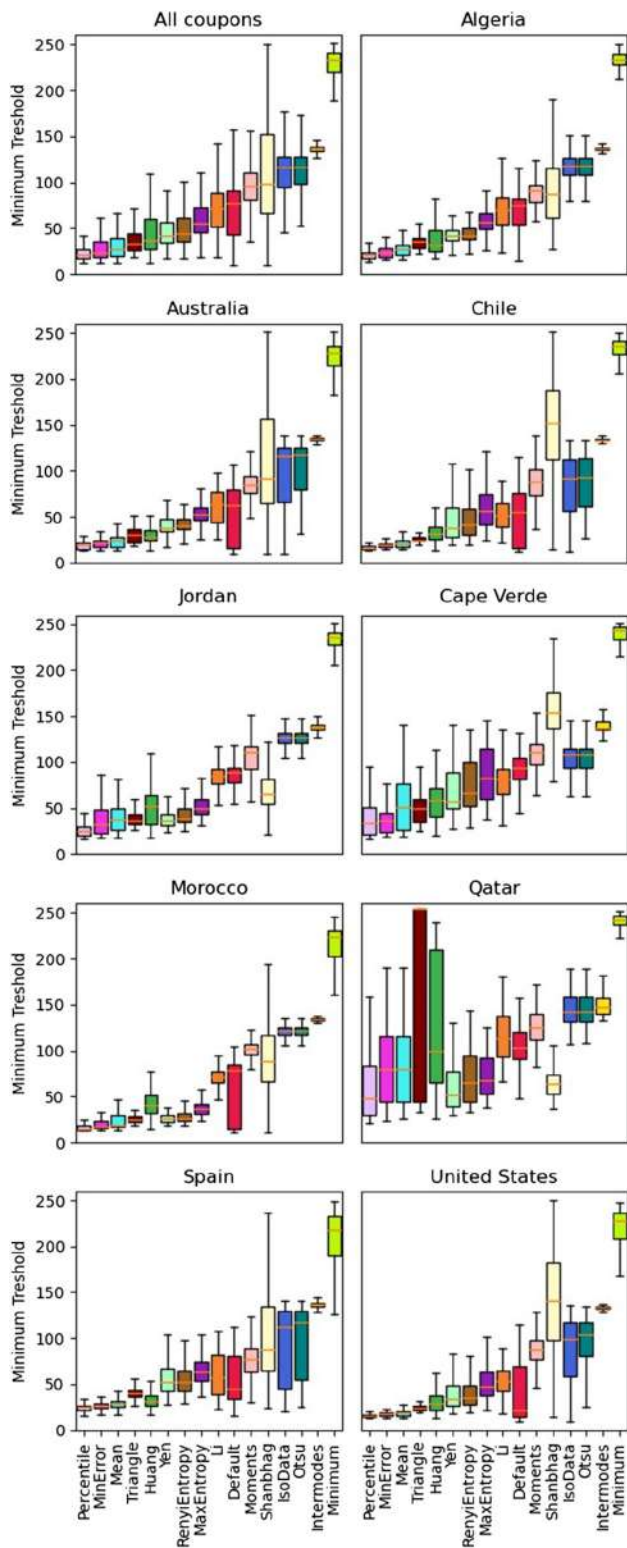 All coupons
Algeria
Minimum Treshold
250
200
150
100
50
0
Australia
Chile
Minimum Treshold
250
200
150
100
50
0
Jordan
Cape Verde
Minimum Treshold
250
200
150
100
50
0
Morocco
Qatar
Minimum Treshold
250
200
150
100
50
0
Spain
United States
Minimum Treshold
250
200
150
100
50
0
Percentile
MinError
Mean
Triangle
Huang
Yen
RenyiEntropy
MaxEntropy
Li
Default
Moments
Shanbhag
IsoData
Otsu
Intermodes
Minimum
Percentile
MinError
Mean
Triangle
Huang
Yen
RenyiEntropy
MaxEntropy
Li
Default
Moments
Shanbhag
IsoData
Otsu
Intermodes
Minimum